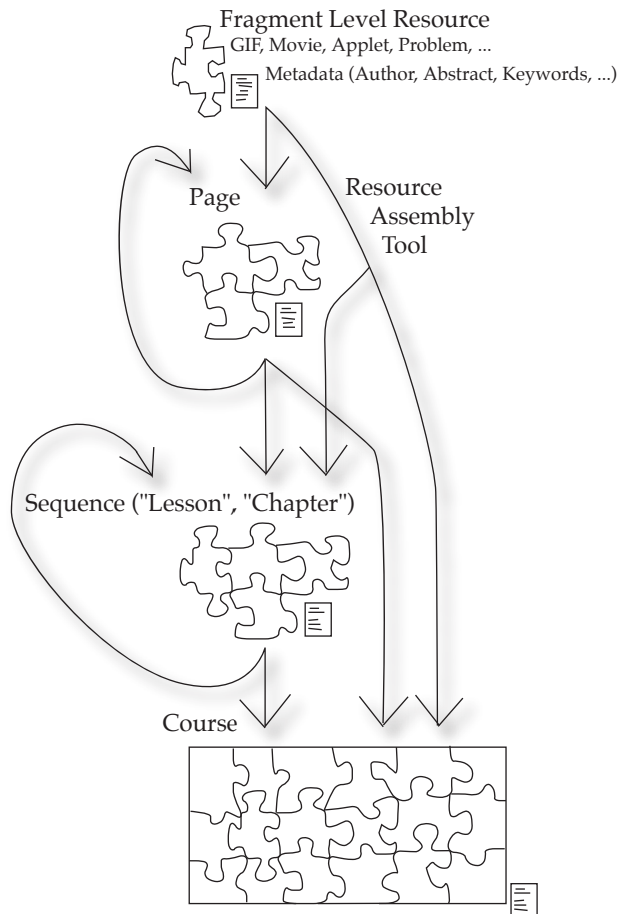 Fragment Level Resource
GIF, Movie, Applet, Problem, ...
Metadata (Author, Abstract, Keywords, ...)
Page
Resource
Assembly
Tool
Sequence ("Lesson", "Chapter")
Course